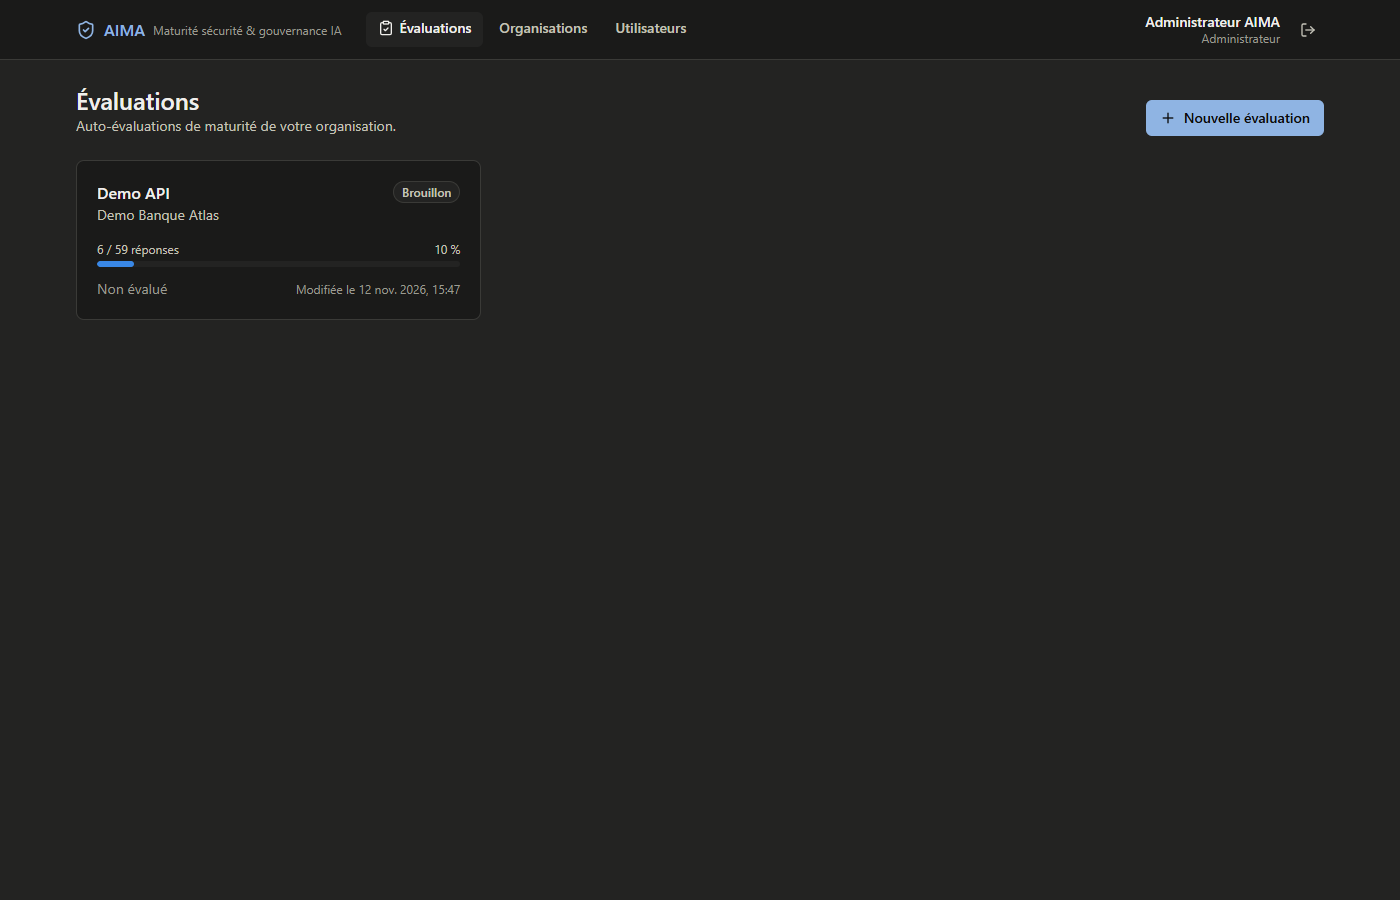 AIMA Maturité sécurité & gouvernance IA Évaluations Organisations Utilisateurs Administrateur AIMA
Administrateur
Évaluations
Auto-évaluations de maturité de votre organisation.
Nouvelle évaluation
Demo API Brouillon
Demo Banque Atlas
6 / 59 réponses 10 %
Non évalué Modifiée le 12 nov. 2026, 15:47